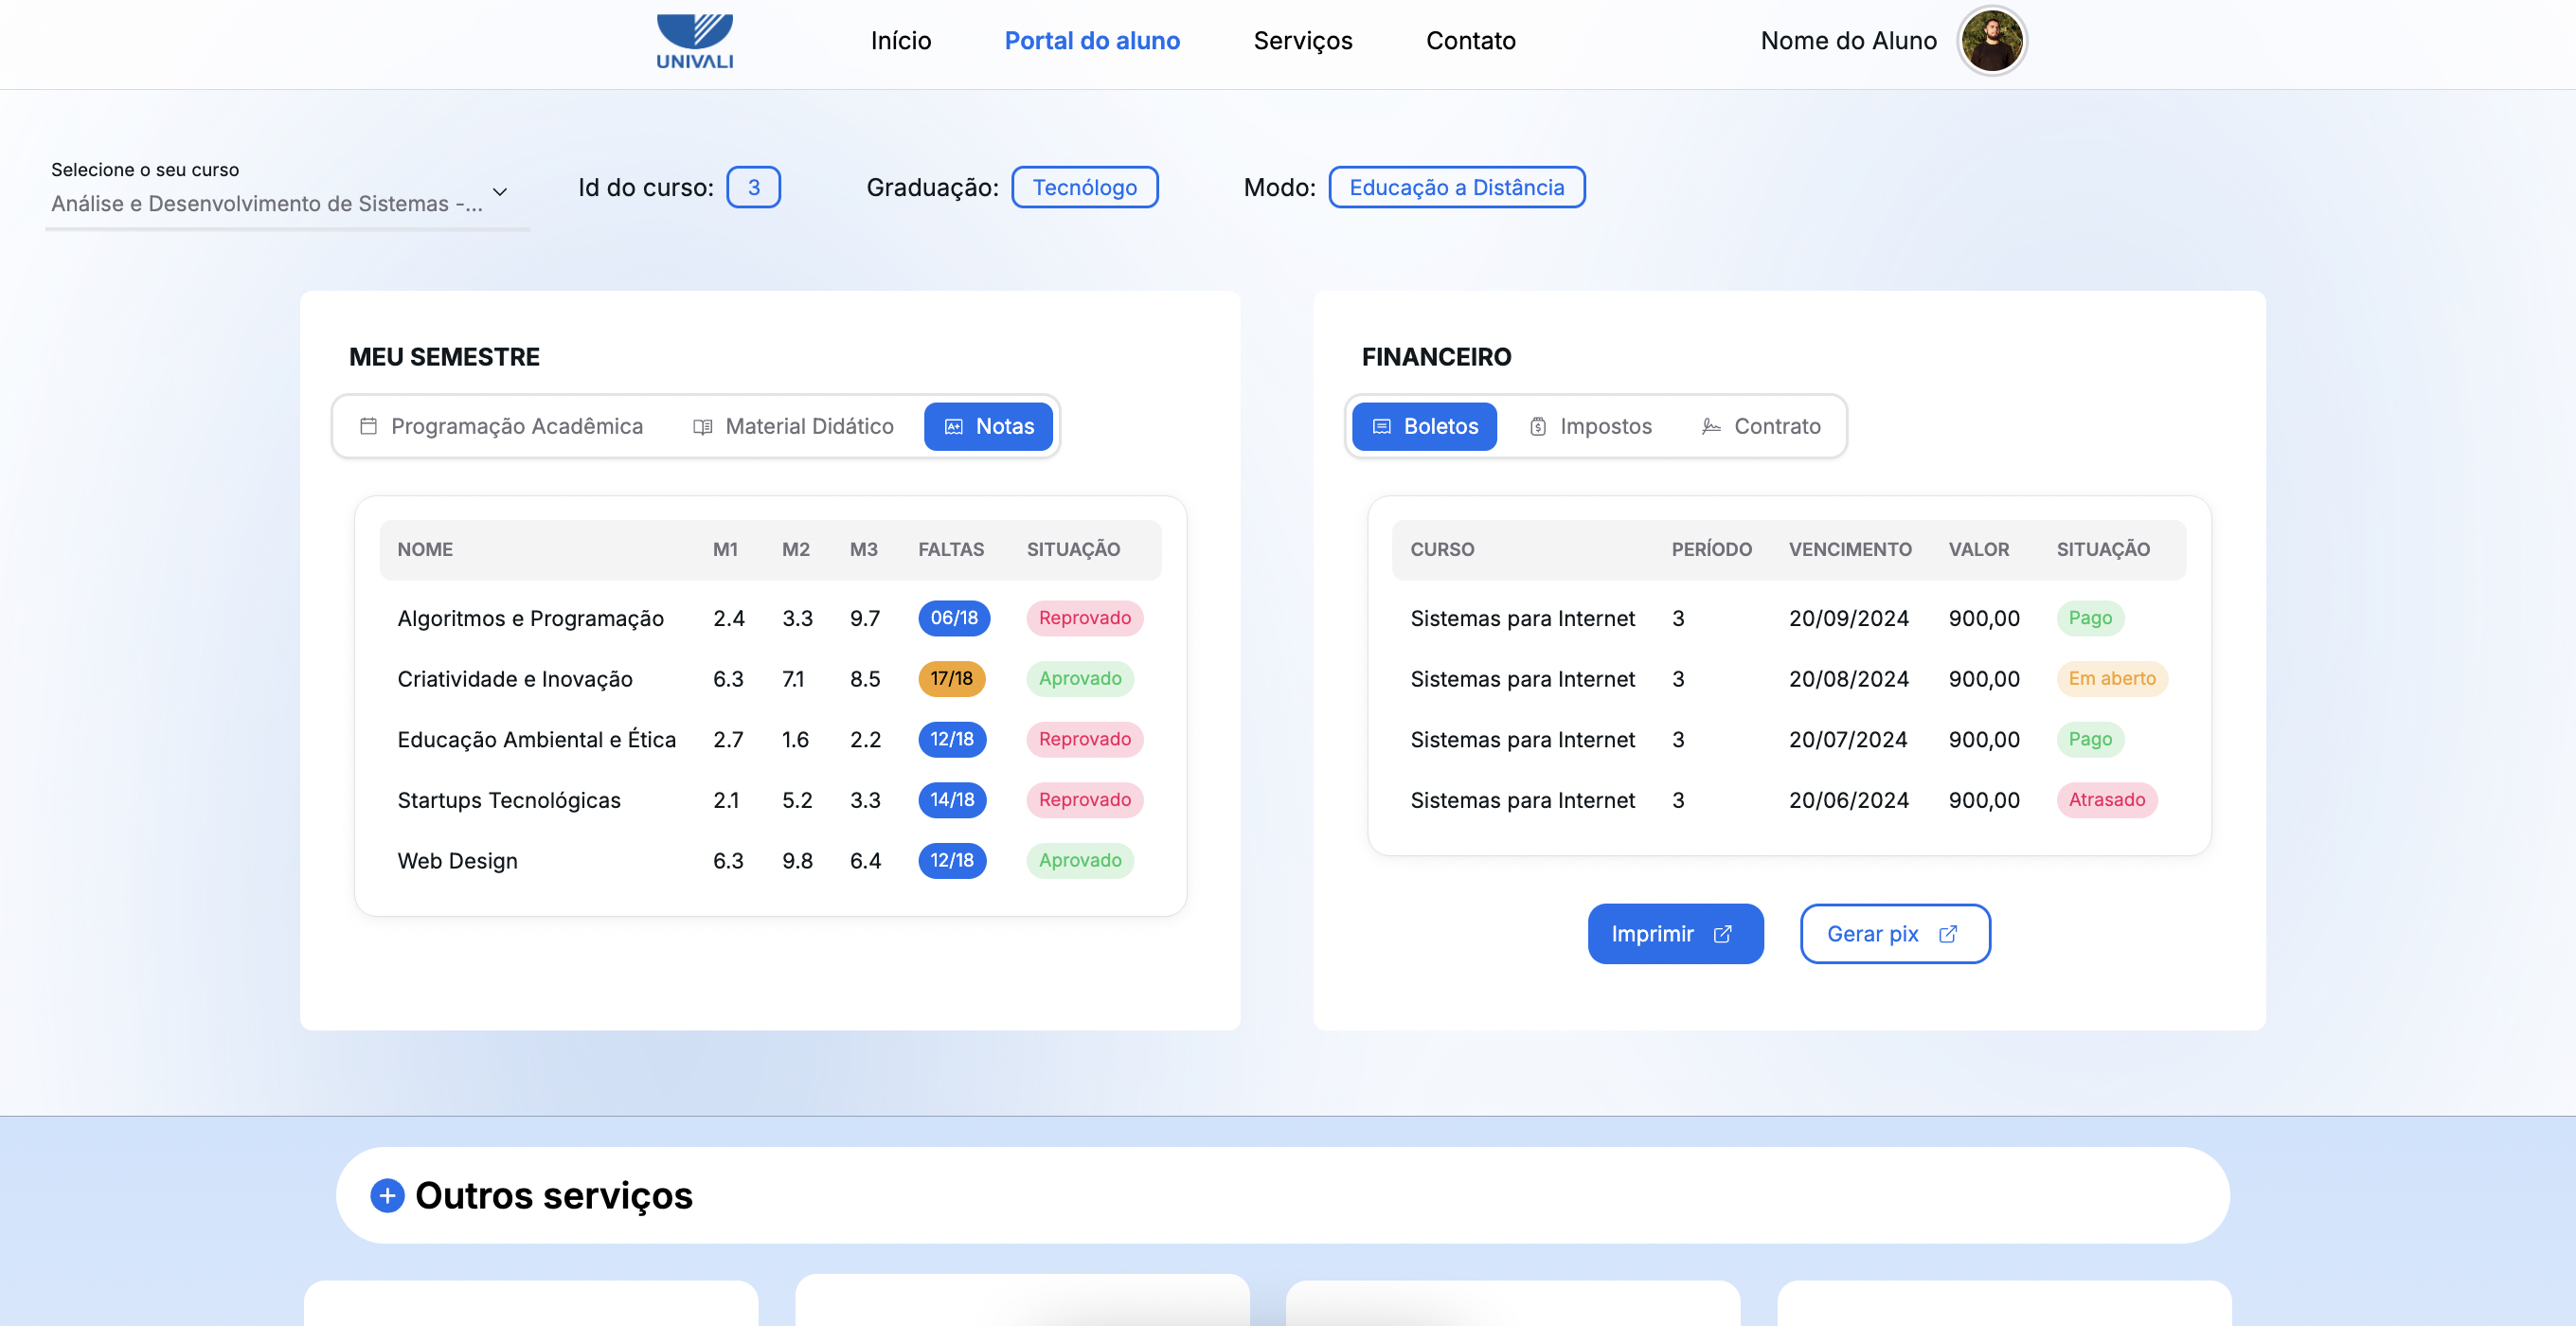 UNIVALI
Início Portal do aluno Serviços Contato Nome do Aluno
Selecione o seu curso
Análise e Desenvolvimento de Sistemas -...
Id do curso: 3 Graduação: Tecnólogo Modo: Educação a Distância
MEU SEMESTRE
Programação Acadêmica Material Didático A+ Notas
NOME M1 M2 M3 FALTAS SITUAÇÃO
Algoritmos e Programação 2.4 3.3 9.7 06/18 Reprovado
Criatividade e Inovação 6.3 7.1 8.5 17/18 Aprovado
Educação Ambiental e Ética 2.7 1.6 2.2 12/18 Reprovado
Startups Tecnológicas 2.1 5.2 3.3 14/18 Reprovado
Web Design 6.3 9.8 6.4 12/18 Aprovado
FINANCEIRO
Boletos $ Impostos Contrato
CURSO PERÍODO VENCIMENTO VALOR SITUAÇÃO
Sistemas para Internet 3 20/09/2024 900,00 Pago
Sistemas para Internet 3 20/08/2024 900,00 Em aberto
Sistemas para Internet 3 20/07/2024 900,00 Pago
Sistemas para Internet 3 20/06/2024 900,00 Atrasado
Imprimir Gerar pix
Outros serviços